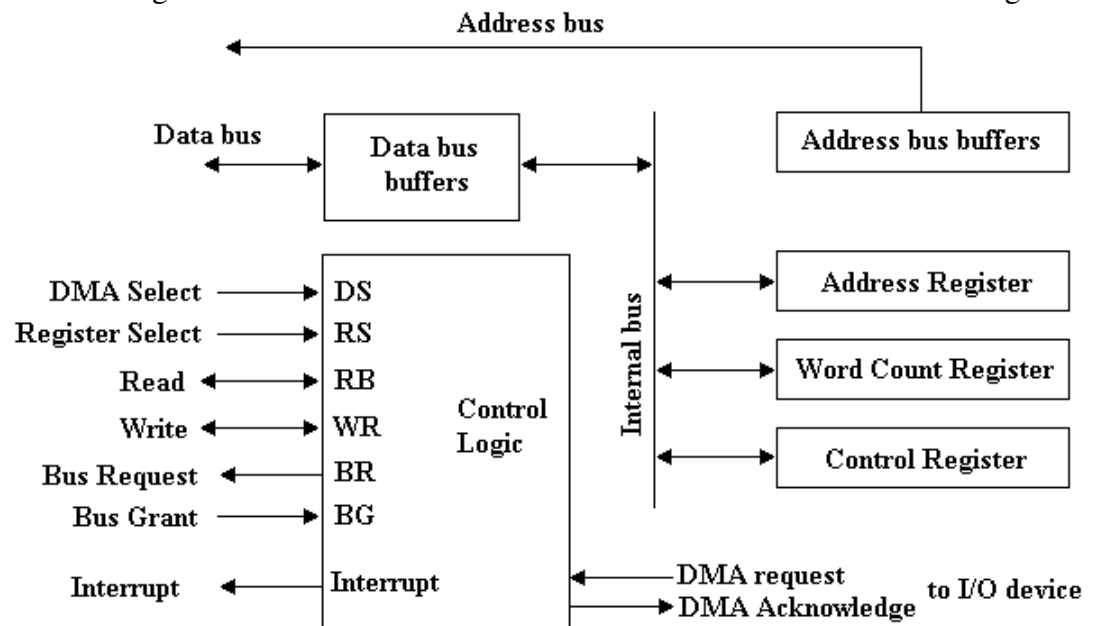 Address bus
Data bus
Data bus
buffers
Address bus buffers
Internal bus
Address Register
Word Count Register
Control Register
DMA Select
DS
Register Select
RS
Read
RB
Write
WR
Bus Request
BR
Bus Grant
BG
Interrupt
Interrupt
Control
Logic
DMA request
DMA Acknowledge
to I/O device